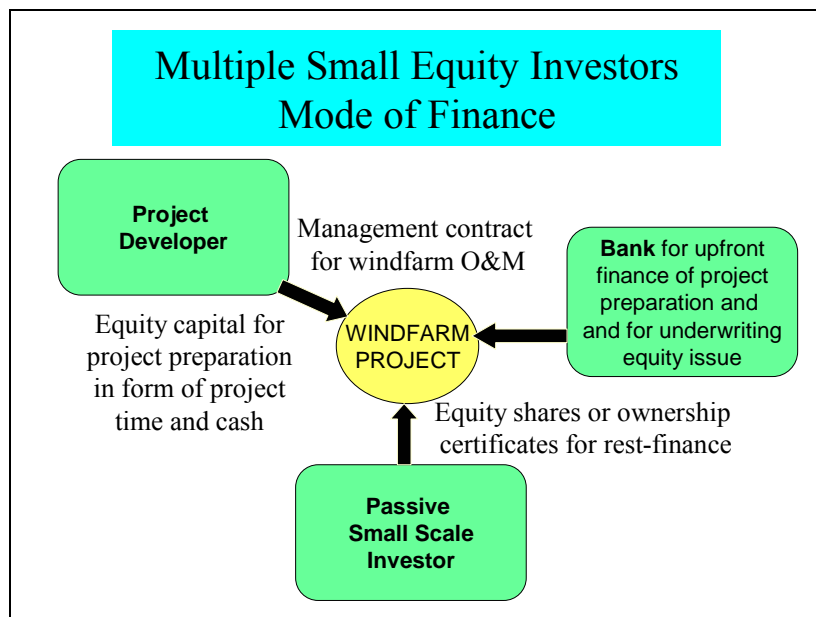 Multiple Small Equity Investors
Mode of Finance
Project
Developer
Management contract
for windfarm O&M
Bank for upfront
finance of project
preparation and
and for underwriting
equity issue
Equity capital for
project preparation
in form of project
time and cash
WINDFARM
PROJECT
Equity shares or ownership
certificates for rest-finance
Passive
Small Scale
Investor